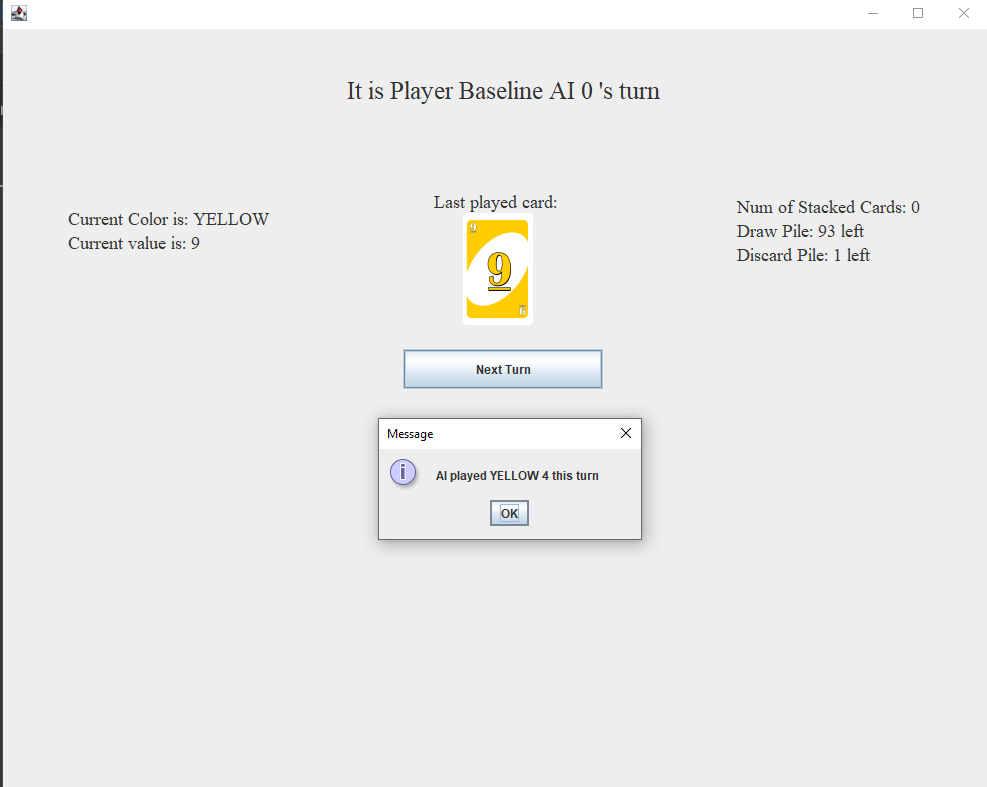 It is Player Baseline AI 0 's turn
Current Color is: YELLOW
Current value is: 9
Last played card:
9
9
9
Num of Stacked Cards: 0
Draw Pile: 93 left
Discard Pile: 1 left
Next Turn
Message
i
AI played YELLOW 4 this turn
OK